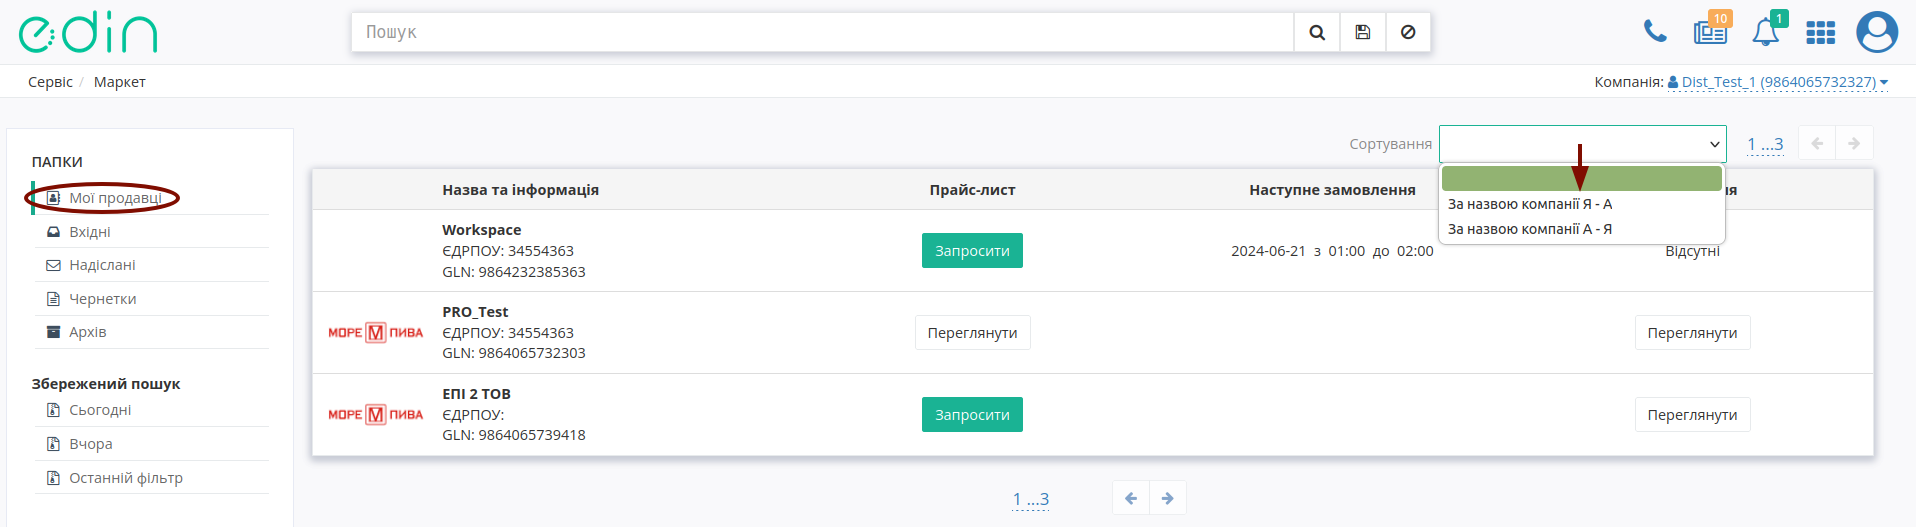 edin
Пошук
10
1
Сервіс / Маркет
Компанія: Dist_Test_1 (9864065732327)
ПАПКИ
Мої продавці
Вхідні
Надіслані
Чернетки
Архів
Збережений пошук
Сьогодні
Вчора
Останній фільтр
Сортування
1 ...3
За назвою компанії Я - А
За назвою компанії А - Я
Назва та інформація Прайс-лист Наступне замовлення
Workspace
ЄДРПОУ: 34554363
GLN: 9864232385363
Запросити
2024-06-21 з 01:00 до 02:00
Відсутні
МОРЕ М ПИВА
PRO_Test
ЄДРПОУ: 34554363
GLN: 9864065732303
Переглянути
Переглянути
МОРЕ М ПИВА
ЕПІ 2 ТОВ
ЄДРПОУ:
GLN: 9864065739418
Запросити
Переглянути
1 ...3